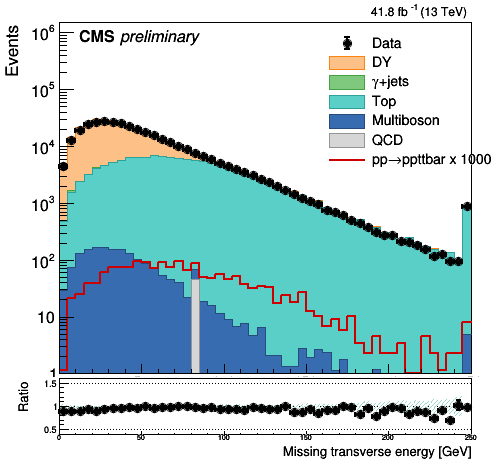 41.8 fb⁻¹ (13 TeV)
CMS preliminary
Events
10⁶
10⁵
10⁴
10³
10²
10
1
Data
DY
γ+jets
Top
Multiboson
QCD
pp→ppttbar x 1000
Ratio
1.5
1
0.5
0 50 100 150 200 250
Missing transverse energy [GeV]